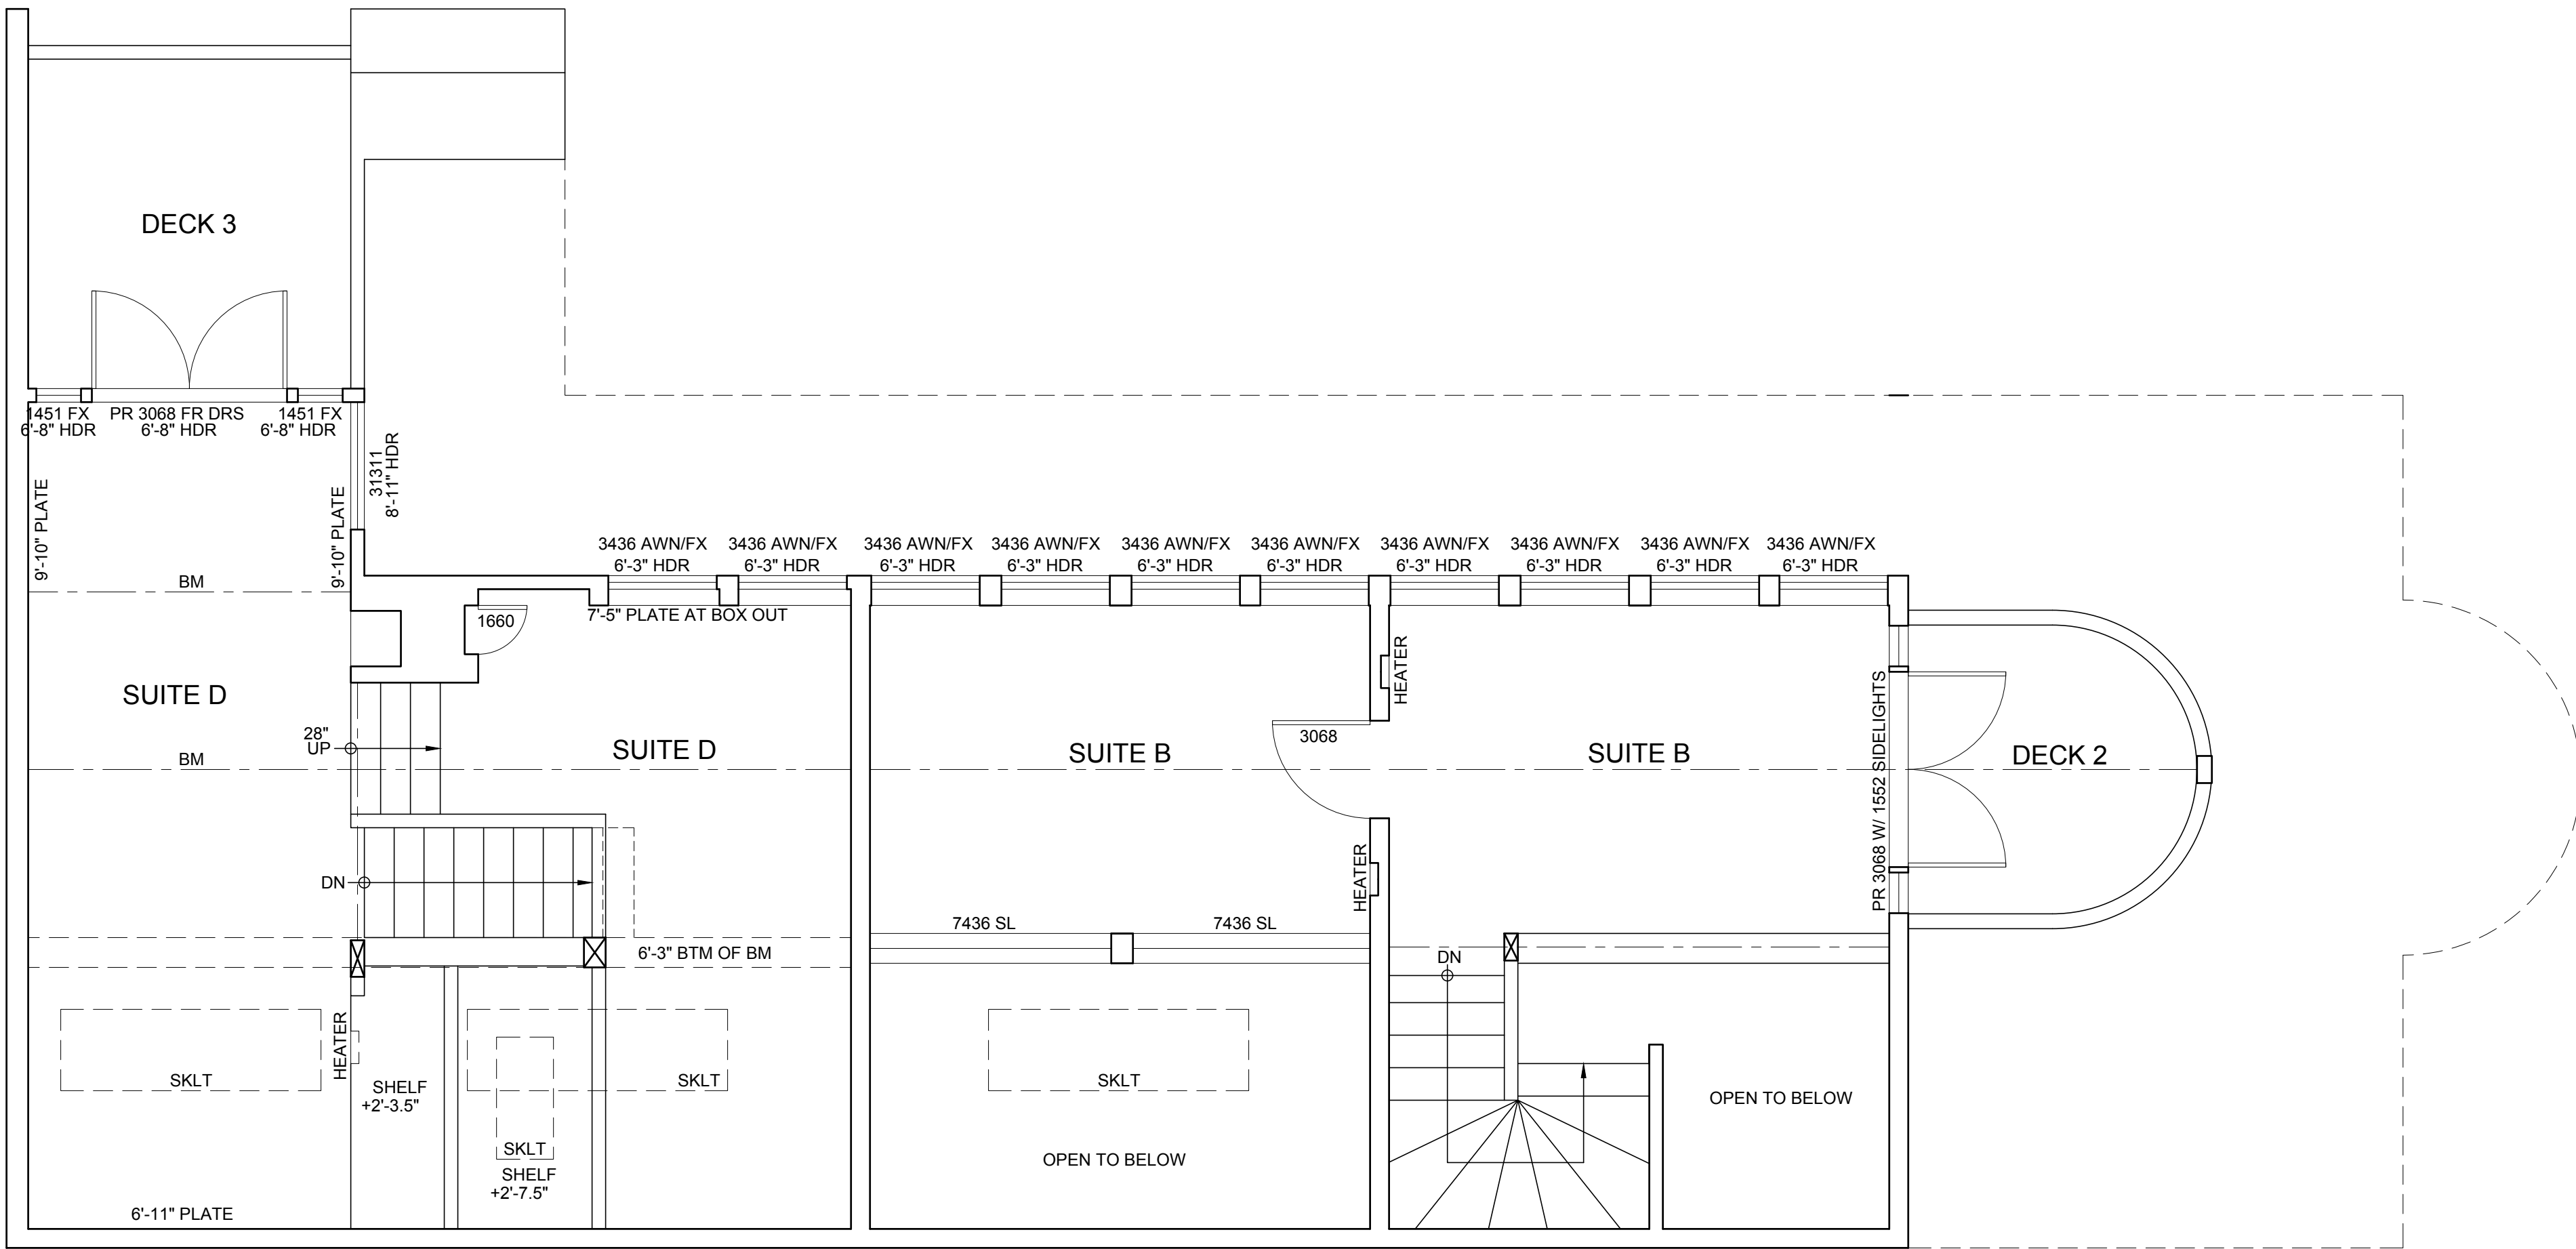 DECK 3
1451 FX
6'-8" HDR
PR 3068 FR DRS
6'-8" HDR
1451 FX
6'-8" HDR
31311
8'-11" HDR
9'-10" PLATE
9'-10" PLATE
BM
3436 AWN/FX
6'-3" HDR
3436 AWN/FX
6'-3" HDR
3436 AWN/FX
6'-3" HDR
3436 AWN/FX
6'-3" HDR
3436 AWN/FX
6'-3" HDR
3436 AWN/FX
6'-3" HDR
3436 AWN/FX
6'-3" HDR
3436 AWN/FX
6'-3" HDR
3436 AWN/FX
6'-3" HDR
3436 AWN/FX
6'-3" HDR
7'-5" PLATE AT BOX OUT
1660
HEATER
SUITE D
28"
UP
BM
SUITE D
SUITE B
3068
SUITE B
PR 3068 W/ 1552 SIDELIGHTS
DECK 2
DN
HEATER
7436 SL
7436 SL
6'-3" BTM OF BM
DN
HEATER
SKLT
SHELF
+2'-3.5"
SKLT
SKLT
SHELF
+2'-7.5"
SKLT
OPEN TO BELOW
OPEN TO BELOW
6'-11" PLATE